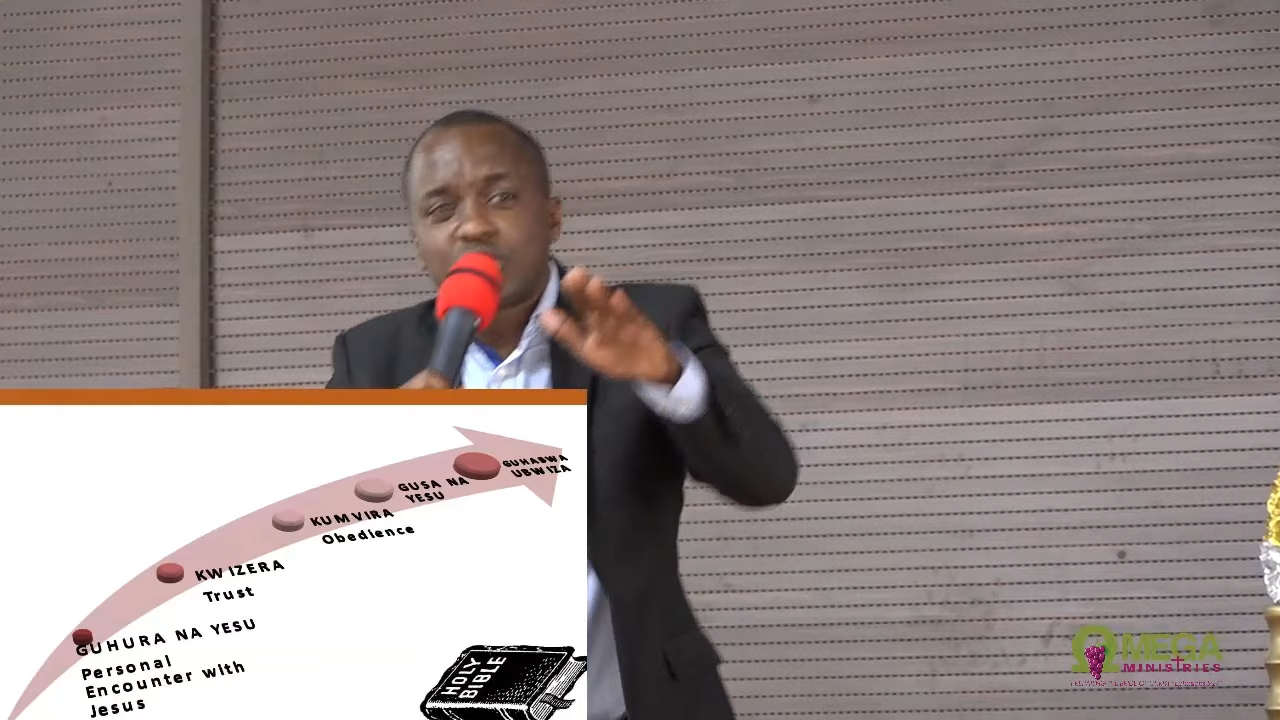 GUHABWA
UBWIZA
GUSA NA
YESU
KUMVIRA
Obedience
KWIZERA
Trust
GUHURA NA YESU
Personal
Encounter with
Jesus
HOLY
BIBLE
ΩMEGA
MINISTRIES